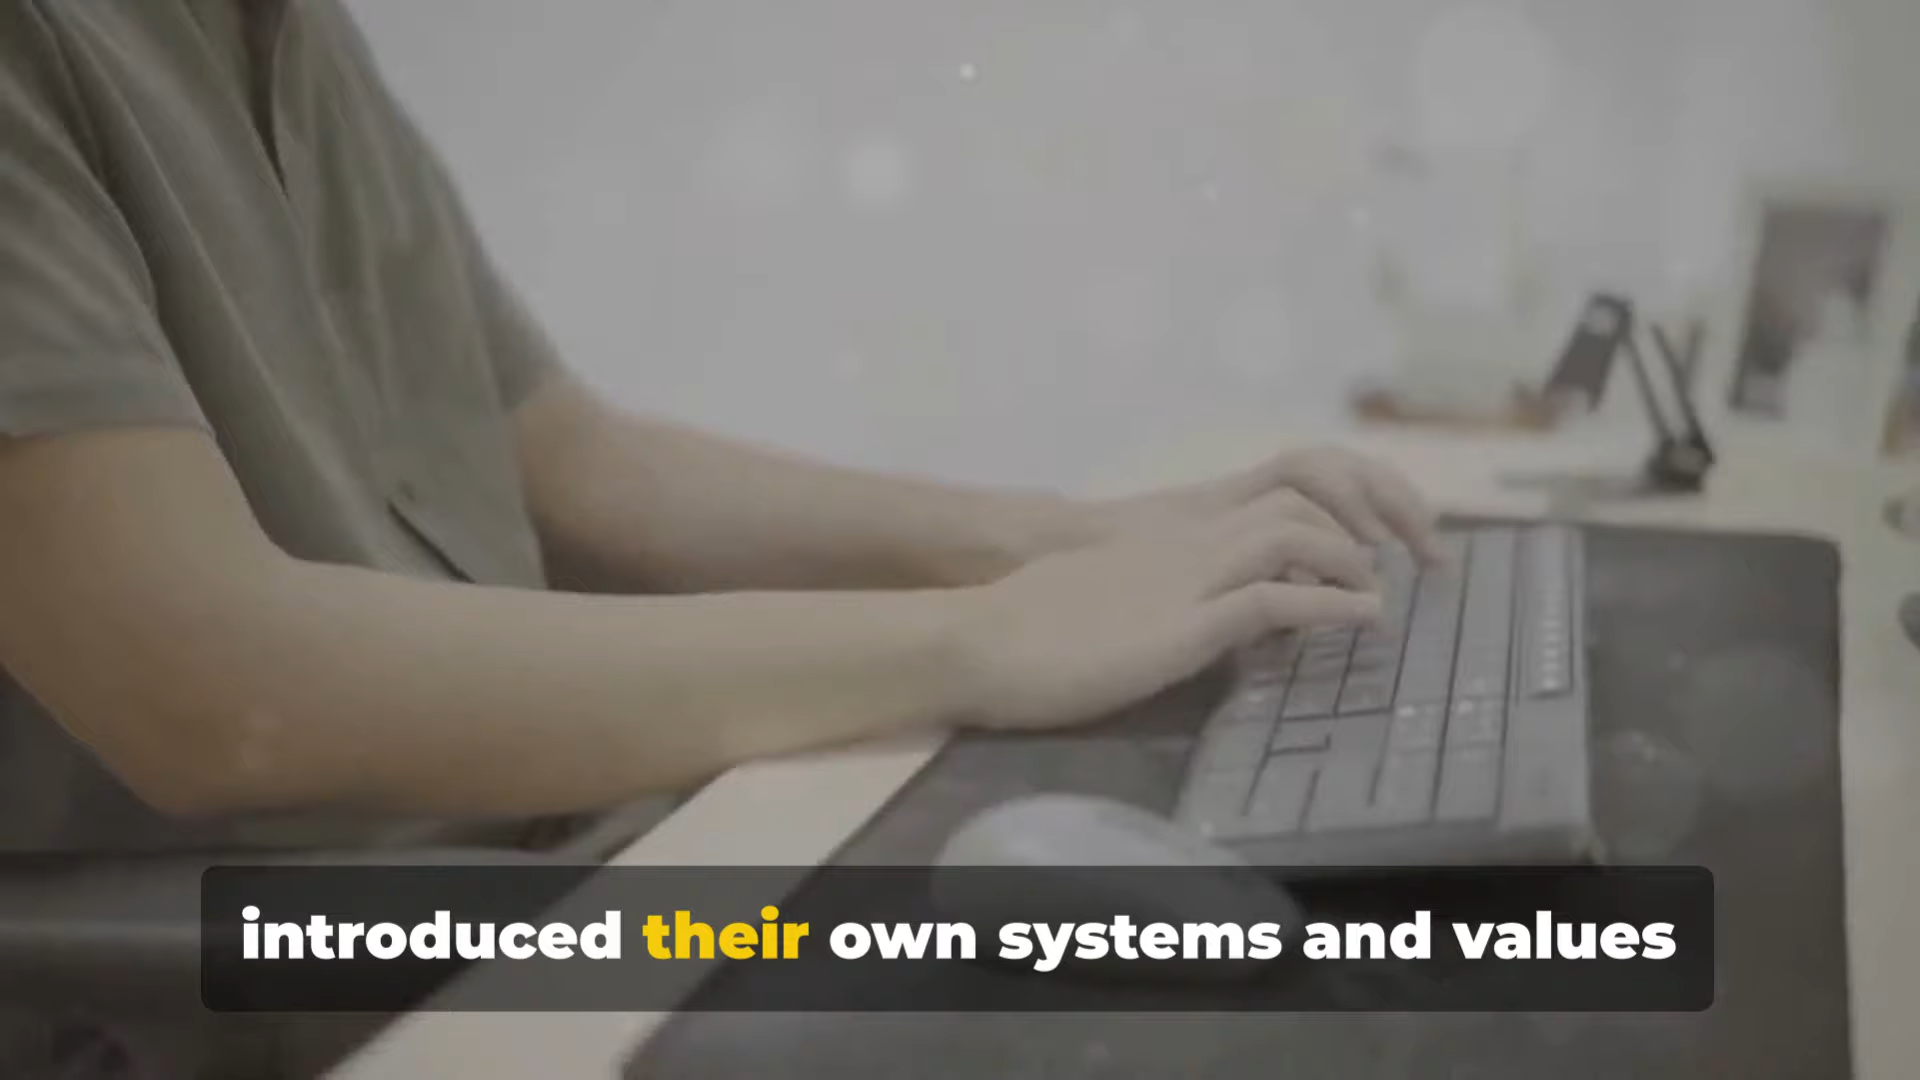 introduced their own systems and values